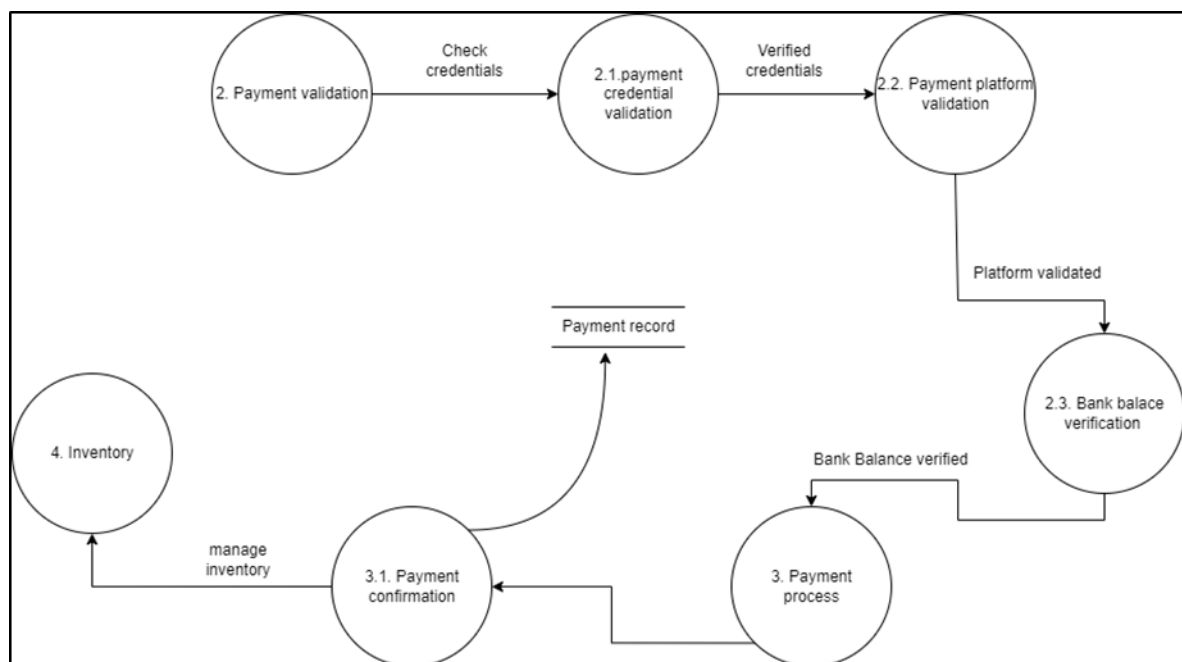 Check
credentials
Verified
credentials
2. Payment validation
2.1.payment
credential
validation
2.2. Payment platform
validation
Platform validated
Payment record
2.3. Bank balace
verification
4. Inventory
Bank Balance verified
manage
inventory
3.1. Payment
confirmation
3. Payment
process